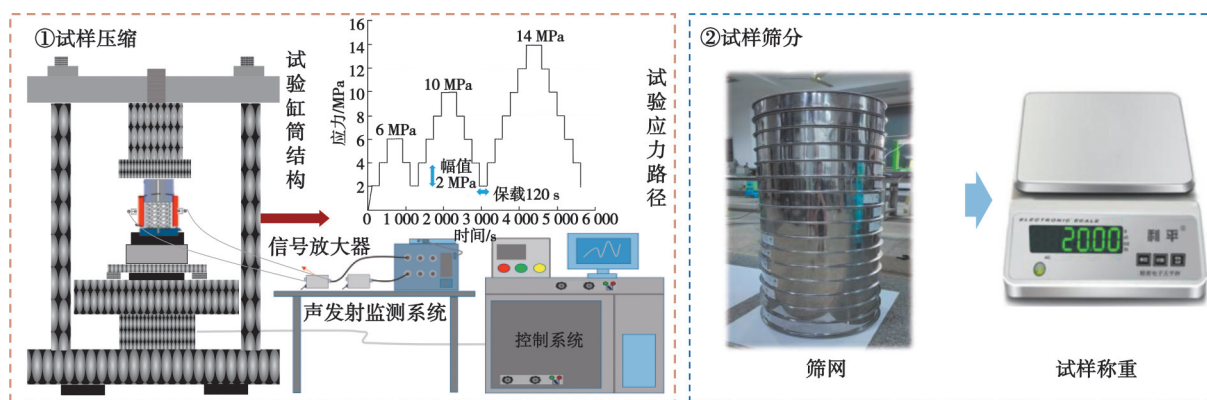 ①试样压缩
试验缸筒结构
应力/MPa
16
14
12
10
8
6
4
2
0
1 000
2 000
3 000
4 000
5 000
6 000
时间/s
6 MPa
10 MPa
14 MPa
幅值
2 MPa
保载120 s
试验应力路径
信号放大器
声发射监测系统
控制系统
②试样筛分
筛网
ELECTRONIC SCALE
20.00
试样称重